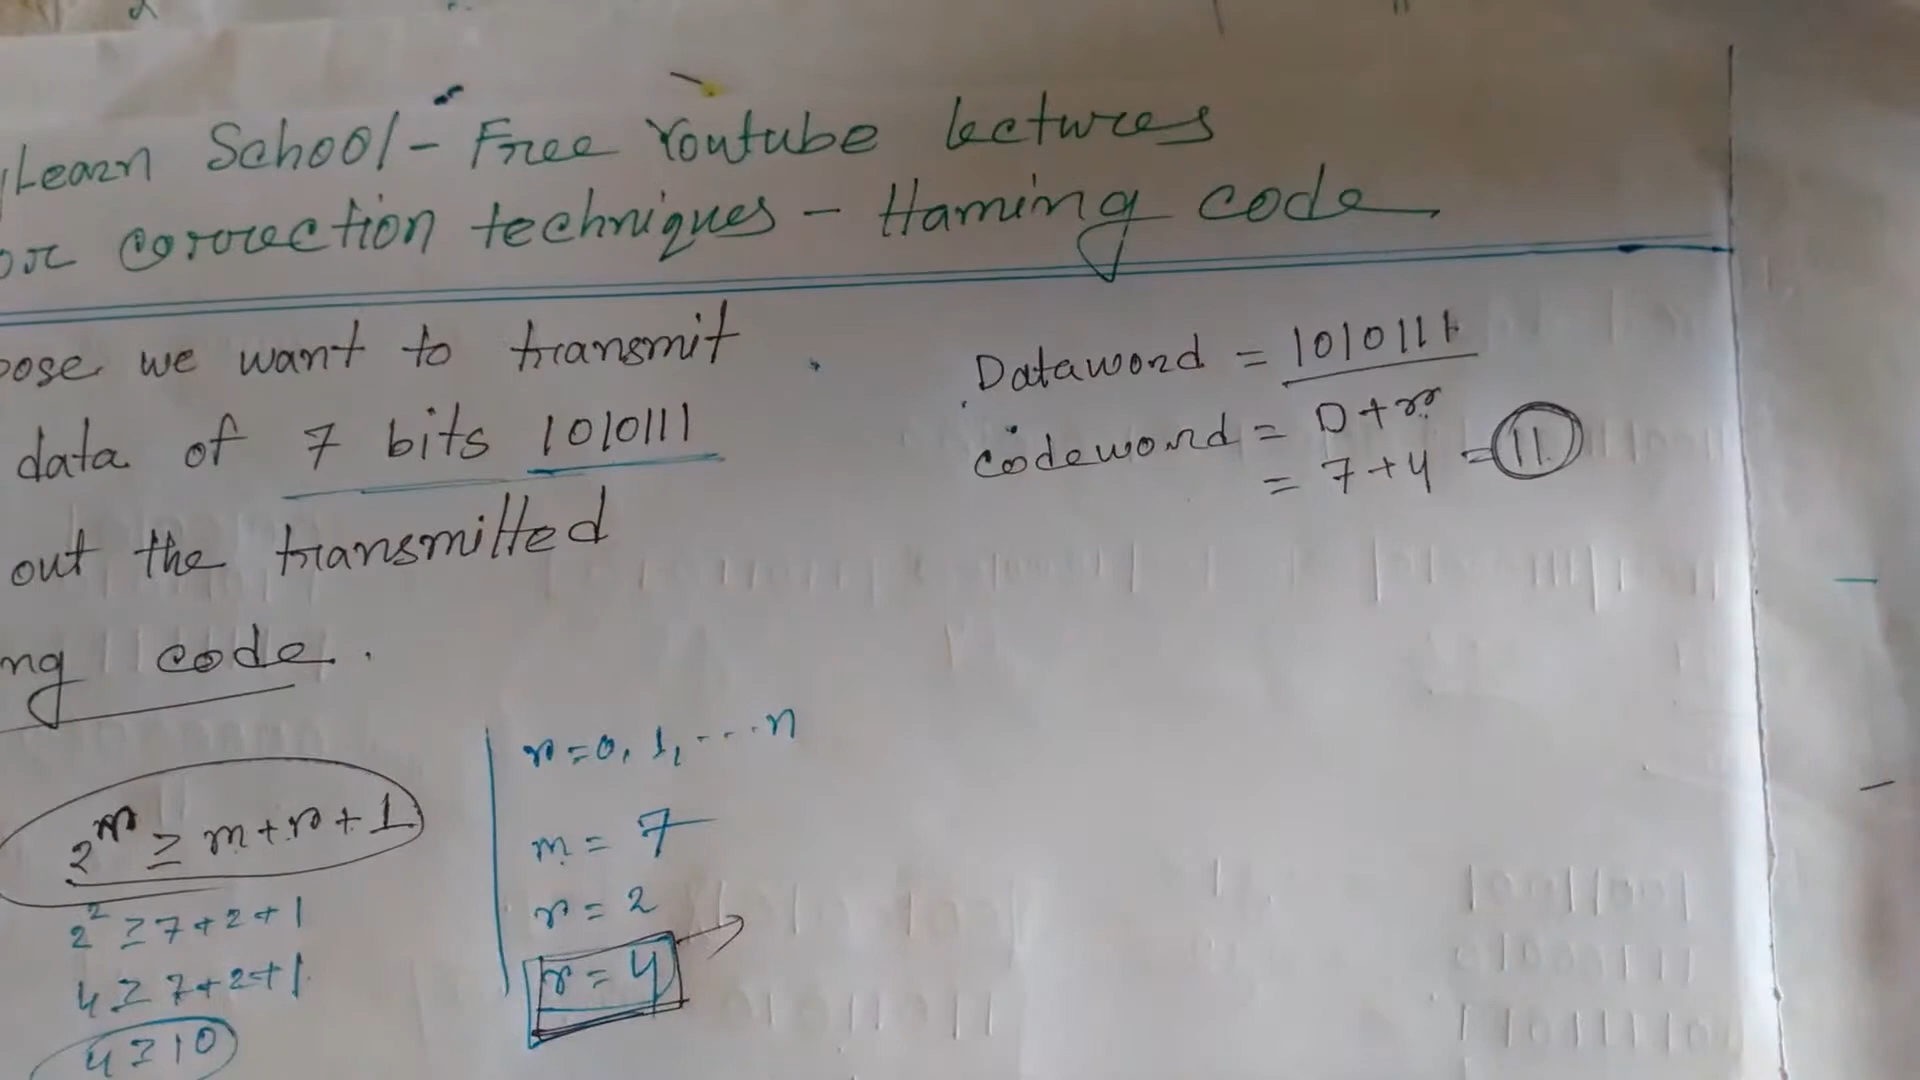 Learn School - Free Youtube lectures
correction techniques - Haming code
we want to transmit
data of 7 bits 1010111
out the transmitted
code.
Dataword = 1010111
codeword = D+r
= 7+4 = 11
2^r ≥ m+r+1
2^2 ≥ 7+2+1
4 ≥ 7+2+1
4 ≥ 10
r=0, 1, ---n
m = 7
r = 2
r = 4